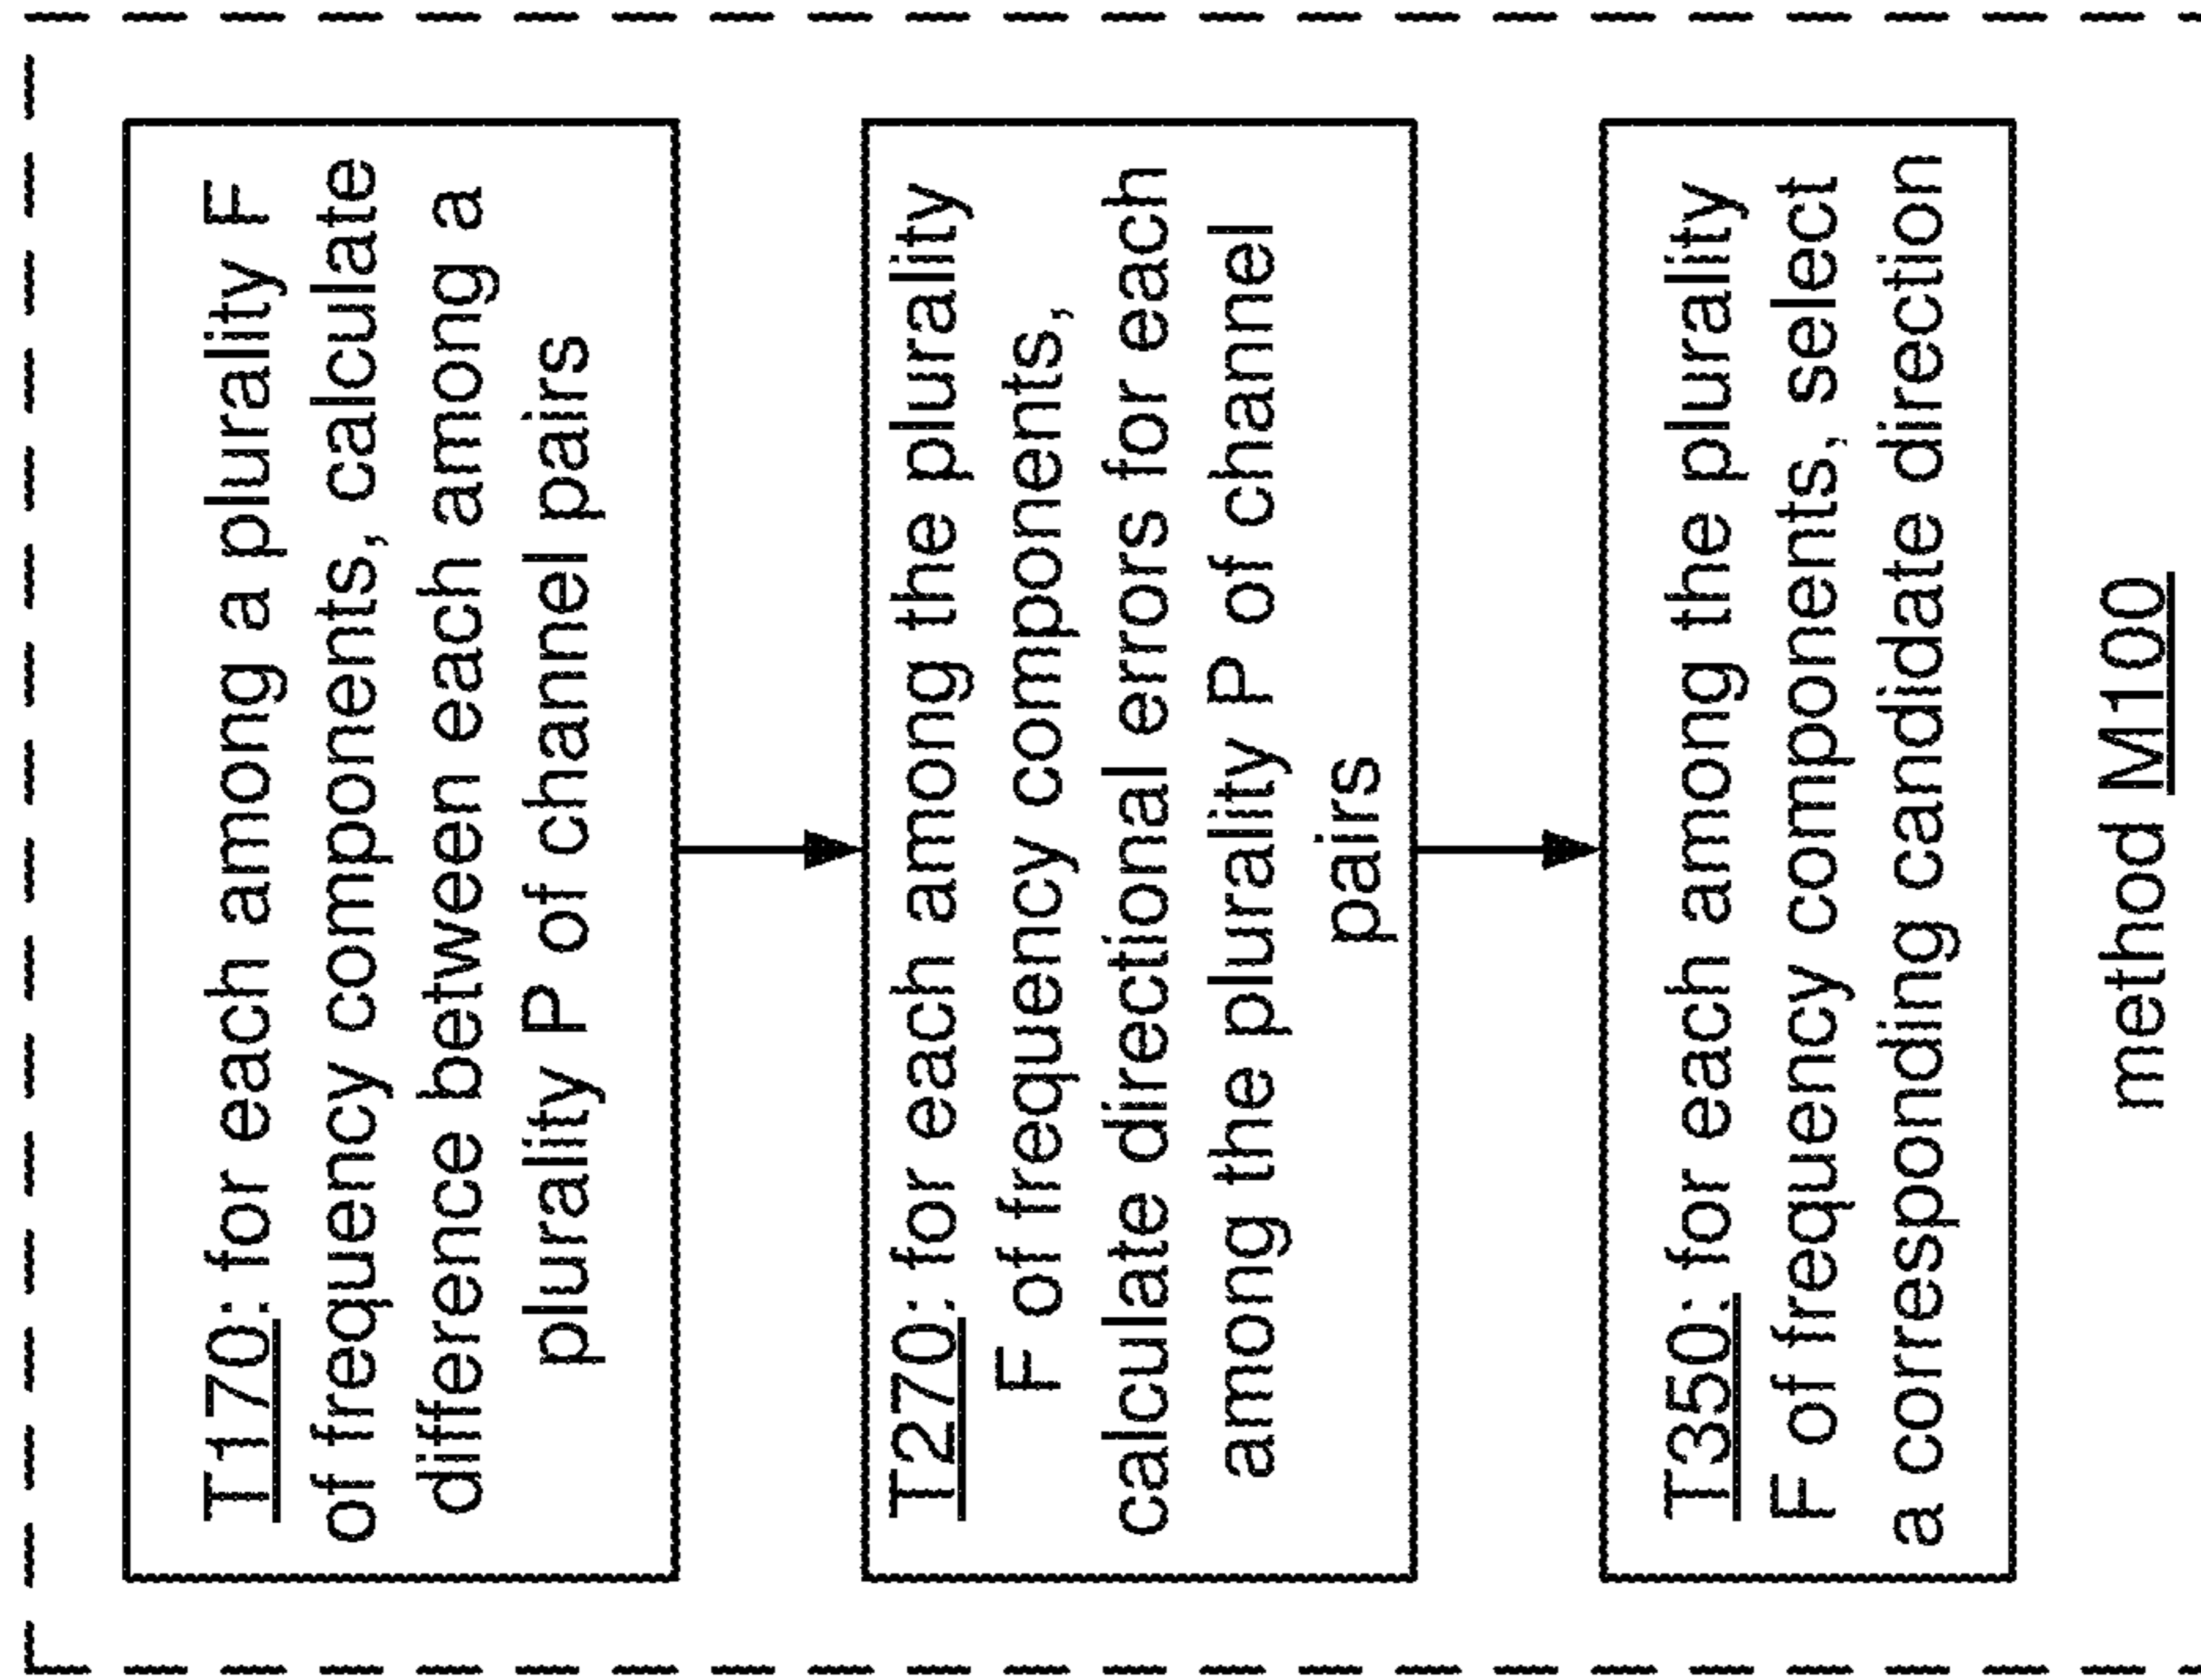 T170: for each among a plurality F
of frequency components, calculate
difference between each among a
plurality P of channel pairs
T270: for each among the plurality
F of frequency components,
calculate directional errors for each
among the plurality P of channel
pairs
T350: for each among the plurality
F of frequency components, select
a corresponding candidate direction
method M100